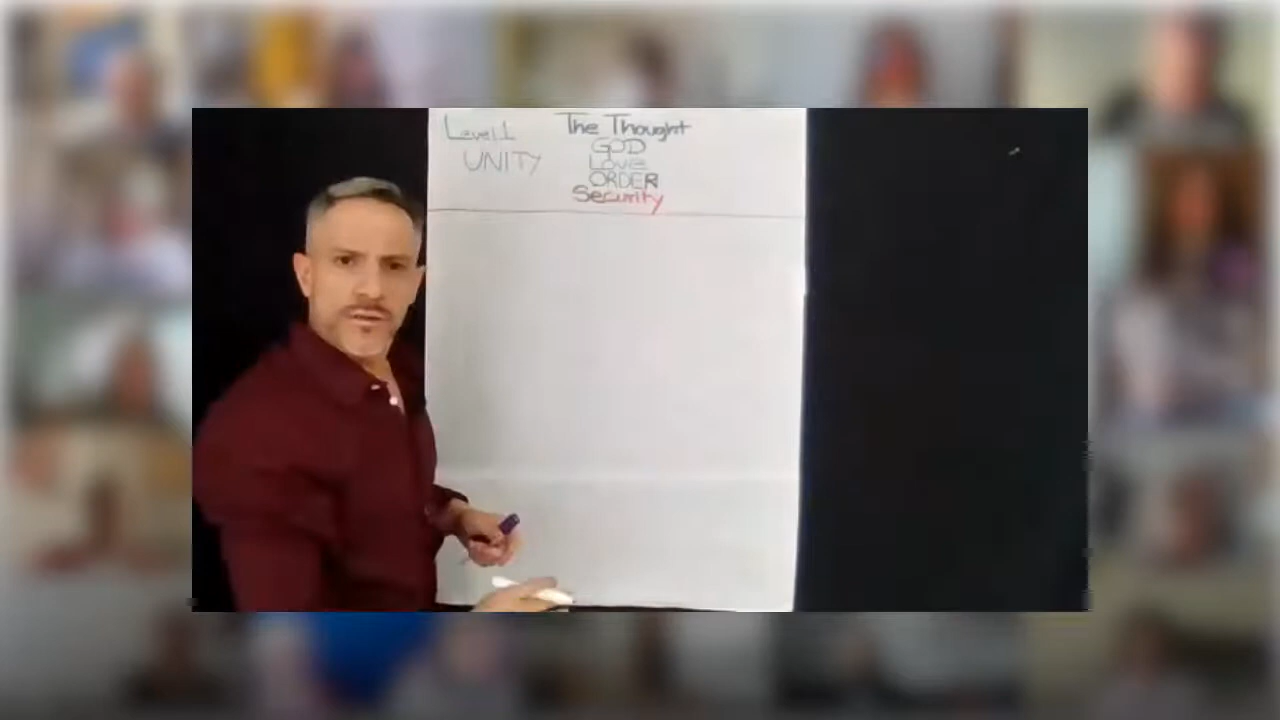 Level 1
UNITY
The Thought
GOD
Love
ORDER
Security